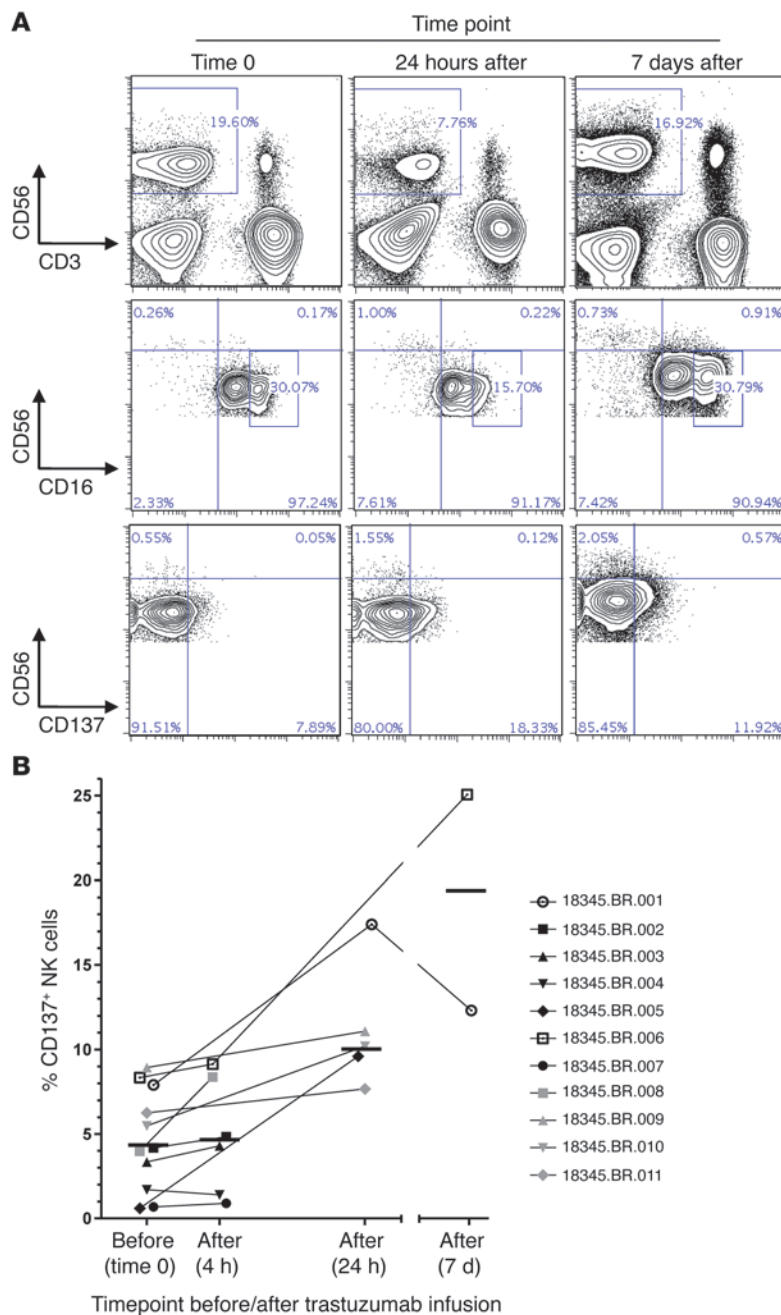 A
Time point
Time 0
24 hours after
7 days after
19.60%
7.76%
16.92%
CD56
CD3
0.26%
0.17%
1.00%
0.22%
0.73%
0.91%
30.07%
15.70%
30.79%
CD56
CD16
2.33%
97.24%
7.61%
91.17%
7.42%
90.94%
0.55%
0.05%
1.55%
0.12%
2.05%
0.57%
CD56
CD137
91.51%
7.89%
80.00%
18.33%
85.45%
11.92%
B
% CD137+ NK cells
25
20
15
10
5
0
Before
(time 0)
After
(4 h)
After
(24 h)
After
(7 d)
Timepoint before/after trastuzumab infusion
18345.BR.001
18345.BR.002
18345.BR.003
18345.BR.004
18345.BR.005
18345.BR.006
18345.BR.007
18345.BR.008
18345.BR.009
18345.BR.010
18345.BR.011